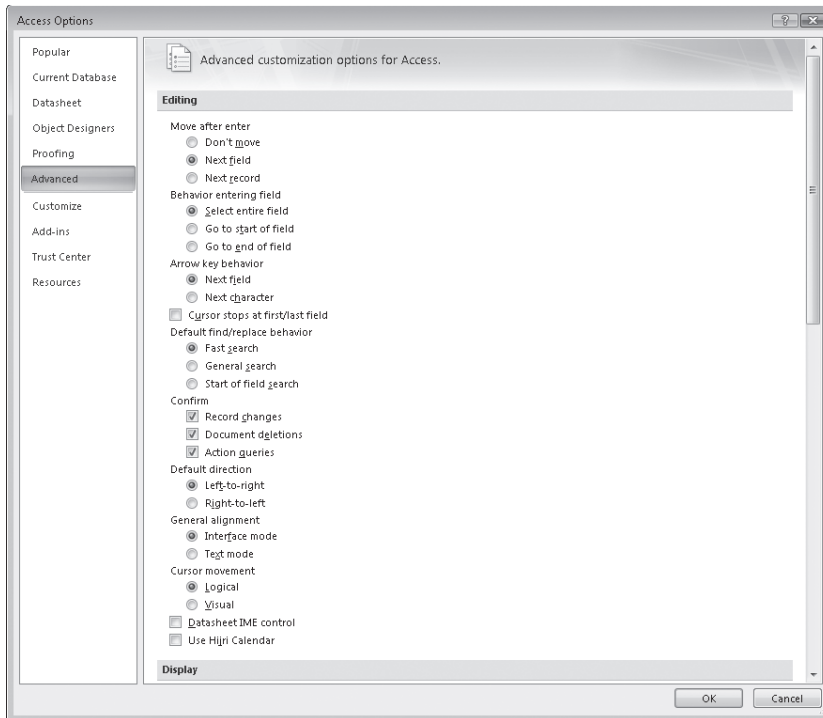 Access Options
Popular
Current Database
Datasheet
Object Designers
Proofing
Advanced
Customize
Add-ins
Trust Center
Resources
Advanced customization options for Access.
Editing
Move after enter
Don't move
Next field
Next record
Behavior entering field
Select entire field
Go to start of field
Go to end of field
Arrow key behavior
Next field
Next character
Cursor stops at first/last field
Default find/replace behavior
Fast search
General search
Start of field search
Confirm
Record changes
Document deletions
Action queries
Default direction
Left-to-right
Right-to-left
General alignment
Interface mode
Text mode
Cursor movement
Logical
Visual
Datasheet IME control
Use Hijri Calendar
Display
OK
Cancel